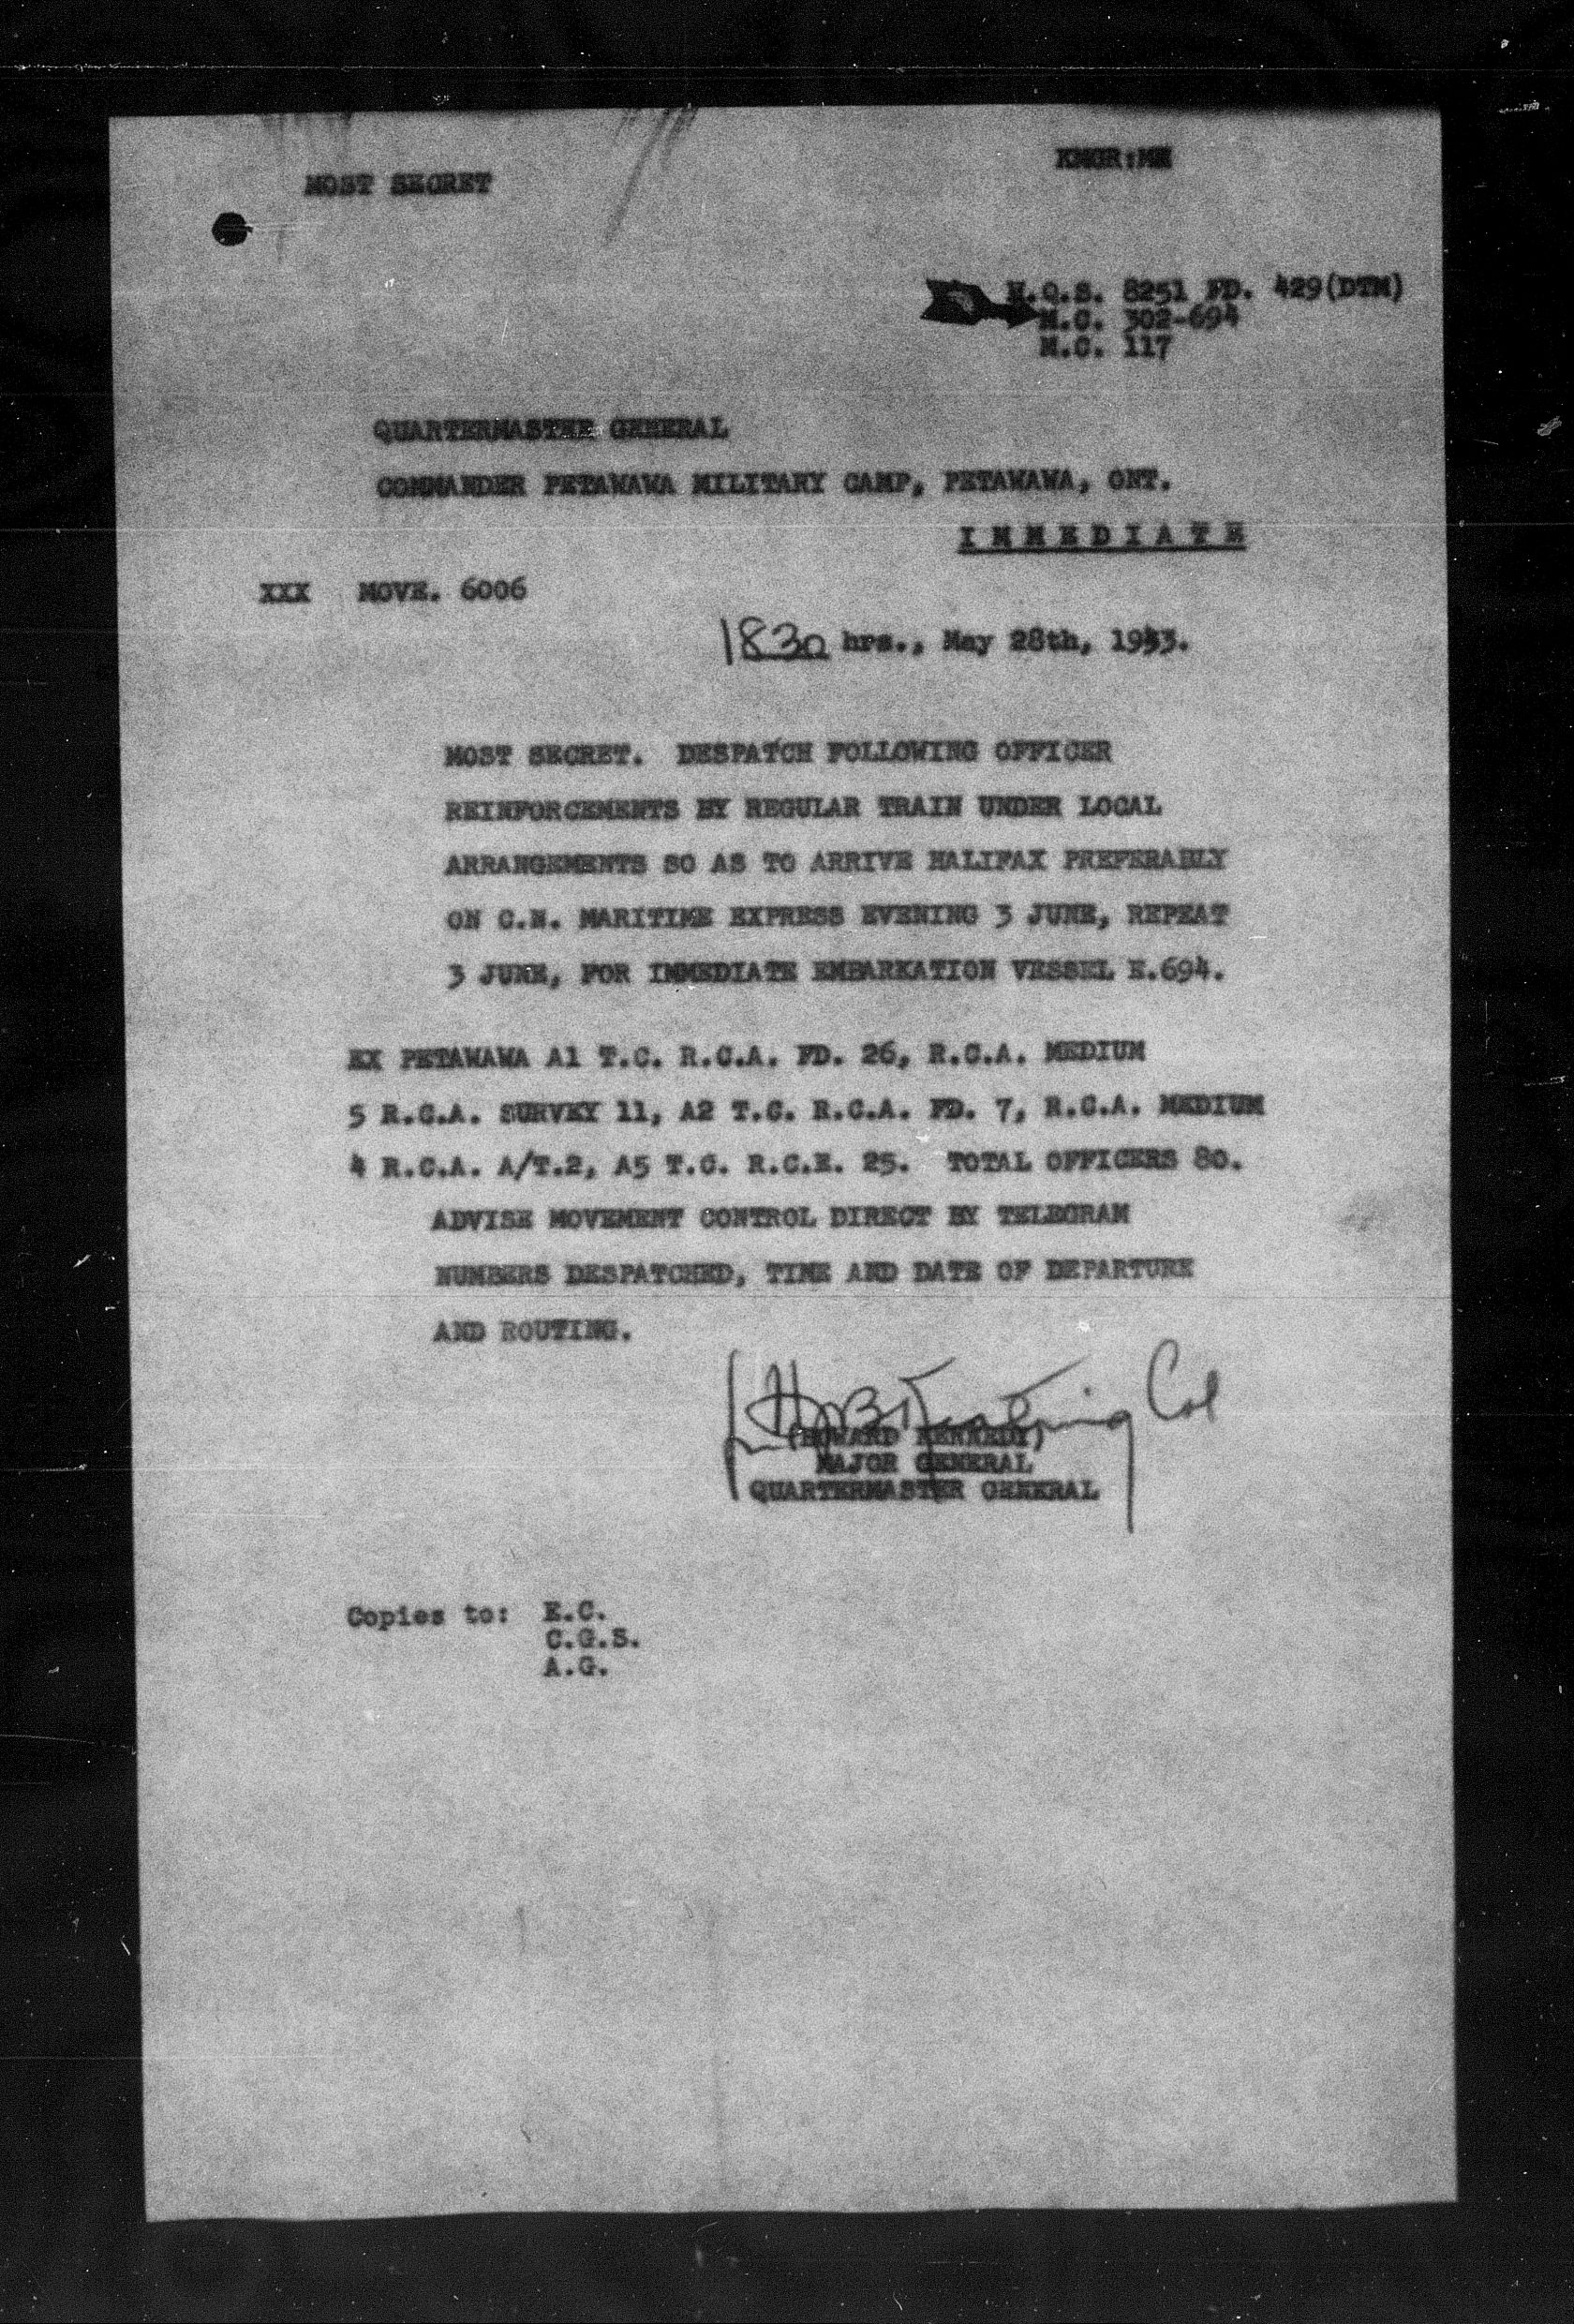 KMGR:MM
MOST SECRET
H.Q.S. 8251 FD. 429(DTM)
M.C. 302-694
M.C. 117
QUARTERMASTER GENERAL
COMMANDER PETAWAWA MILITARY CAMP, PETAWAWA, ONT.
IMMEDIATE
XXX MOVE. 6006
1830 hrs., May 28th, 1943.
MOST SECRET. DESPATCH FOLLOWING OFFICER
REINFORCEMENTS BY REGULAR TRAIN UNDER LOCAL
ARRANGEMENTS SO AS TO ARRIVE HALIFAX PREFERABLY
ON C.N. MARITIME EXPRESS EVENING 3 JUNE, REPEAT
3 JUNE, FOR IMMEDIATE EMBARKATION VESSEL E.694.
EX PETAWAWA A1 T.C. R.C.A. FD. 26, R.C.A. MEDIUM
5 R.C.A. SURVEY 11, A2 T.C. R.C.A. FD. 7, R.C.A. MEDIUM
4 R.C.A. A/T.2, A5 T.C. R.C.E. 25. TOTAL OFFICERS 80.
ADVISE MOVEMENT CONTROL DIRECT BY TELEGRAM
NUMBERS DESPATCHED, TIME AND DATE OF DEPARTURE
AND ROUTING.
Col
(HOWARD KENNEDY)
MAJOR GENERAL
QUARTERMASTER GENERAL
Copies to: E.C.
C.G.S.
A.G.